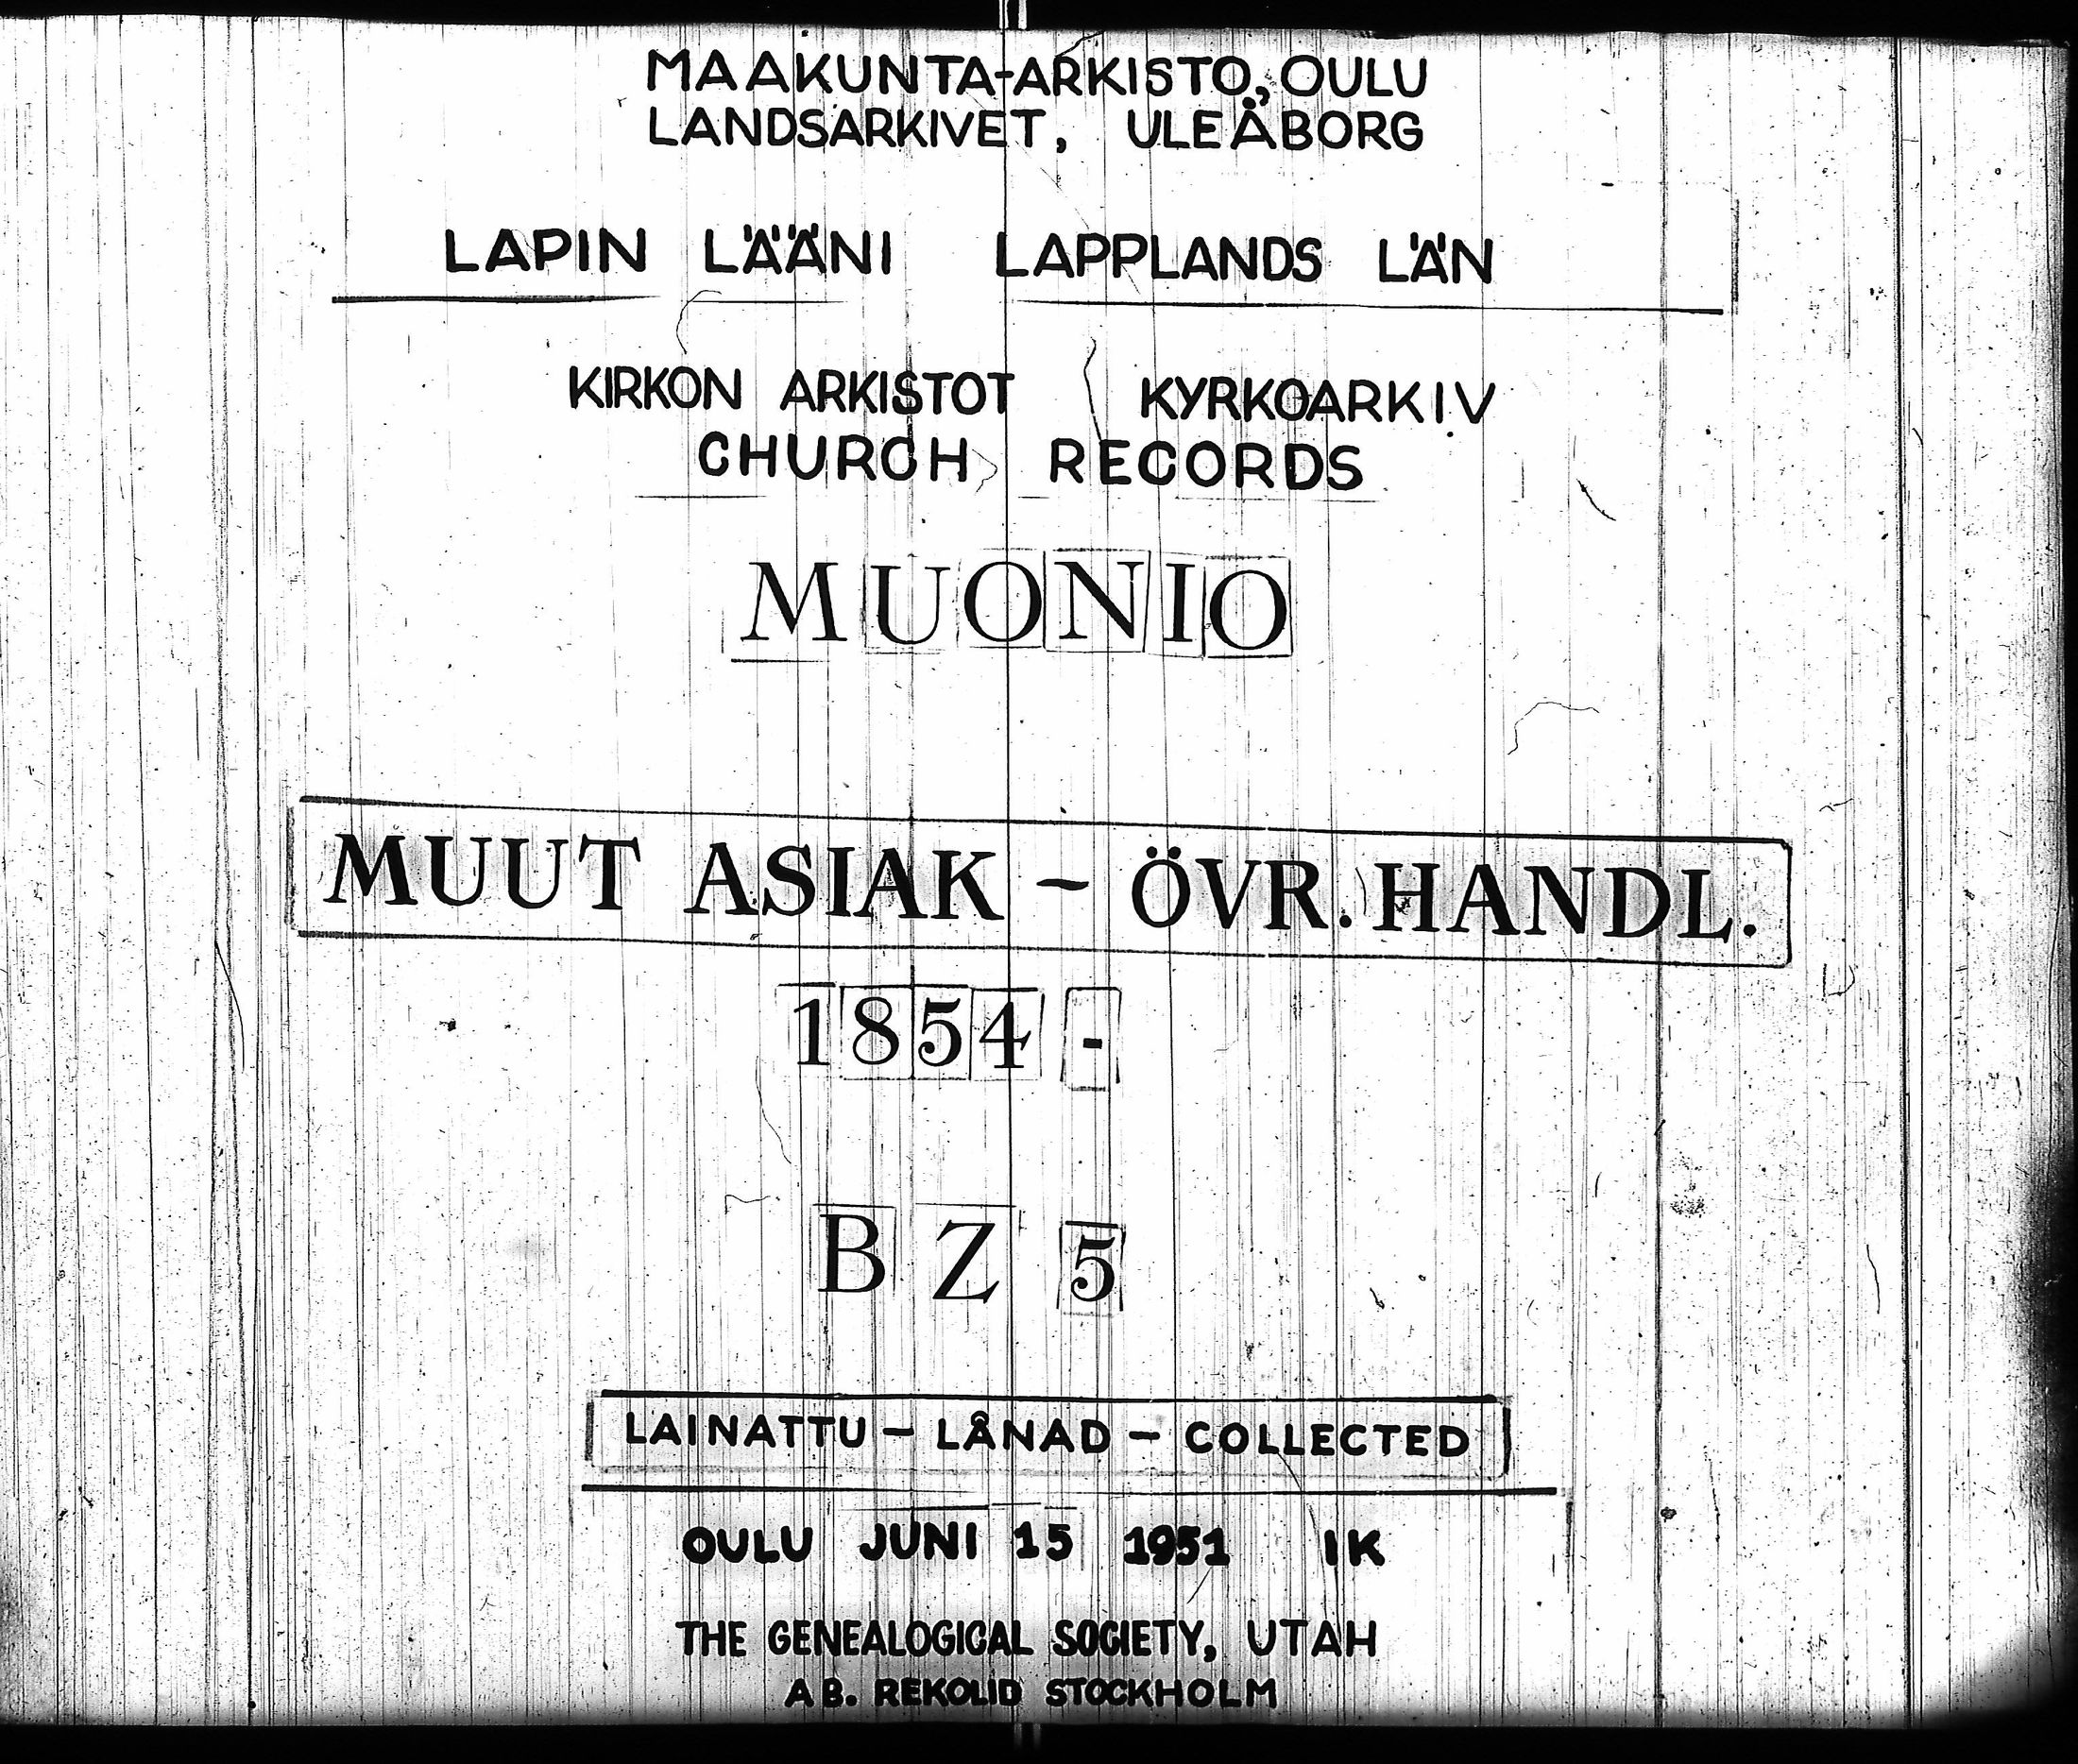 MAAKUNTA-ARKISTO, OULU
LANDSARKIVET, ULEÅBORG
LAPIN LÄÄNI LAPPLANDS LÄN
KIRKON ARKISTOT KYRKOARKIV
CHURCH RECORDS
MUONIO
MUUT ASIAK - ÖVR. HANDL.
1854 -
B Z 5
LAINATTU - LÅNAD - COLLECTED
OULU JUNI 15 1951 IK
THE GENEALOGICAL SOCIETY, UTAH
AB. REKOLID STOCKHOLM